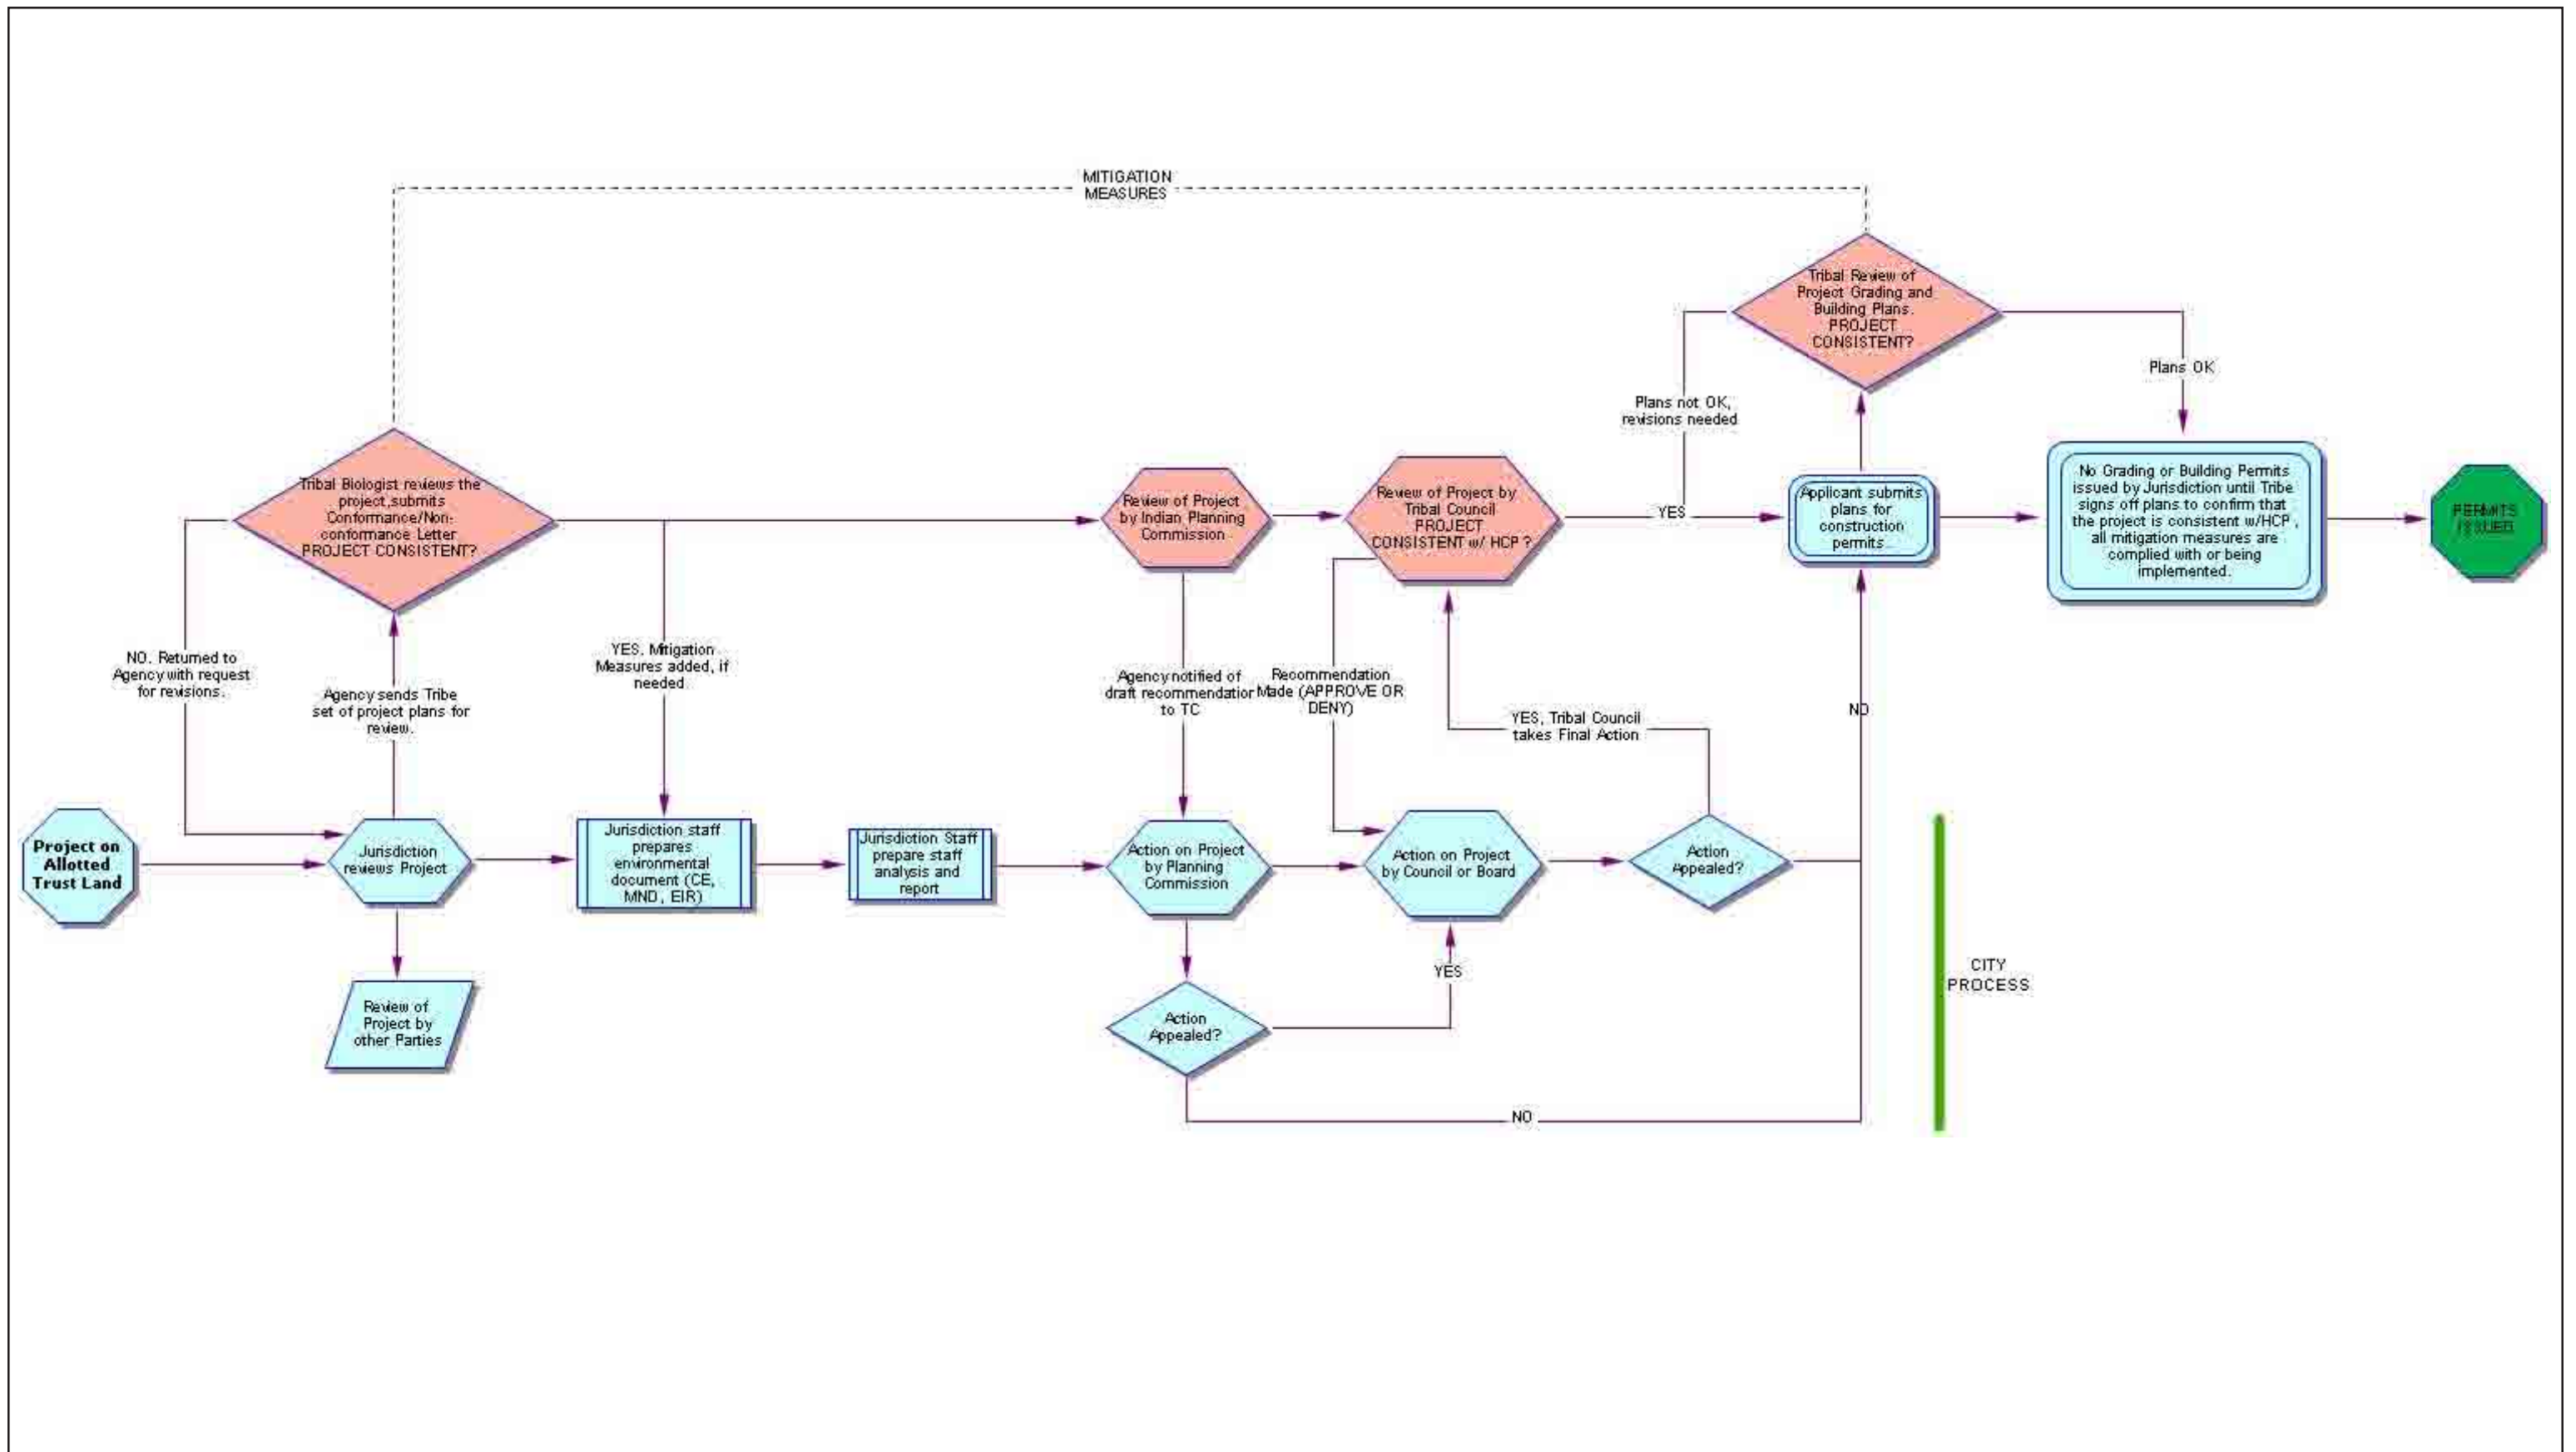 MITIGATION
MEASURES
Tribal Review of
Project Grading and
Building Plans.
PROJECT
CONSISTENT?
Plans OK
Plans not OK,
revisions needed
Tribal Biologist reviews the
project,submits
Conformance/Non-
conformance Letter
PROJECT CONSISTENT?
Review of Project
by Indian Planning
Commission
Review of Project by
Tribal Council
PROJECT
CONSISTENT w/ HCP ?
YES
Applicant submits
plans for
construction
permits
No Grading or Building Permits
issued by Jurisdiction until Tribe
signs off plans to confirm that
the project is consistent w/HCP ,
all mitigation measures are
complied with or being
implemented.
PERMITS
ISSUED
NO. Returned to
Agency with request
for revisions.
Agency sends Tribe
set of project plans for
review.
YES. Mitigation
Measures added, if
needed
Agency notified of
draft recommendation
to TC
Recommendation
Made (APPROVE OR
DENY)
YES, Tribal Council
takes Final Action
NO
Project on
Allotted
Trust Land
Jurisdiction
reviews Project
Jurisdiction staff
prepares
environmental
document (CE,
MND, EIR)
Jurisdiction Staff
prepare staff
analysis and
report
Action on Project
by Planning
Commission
Action on Project
by Council or Board
Action
Appealed?
Review of
Project by
other Parties
Action
Appealed?
YES
NO
CITY
PROCESS